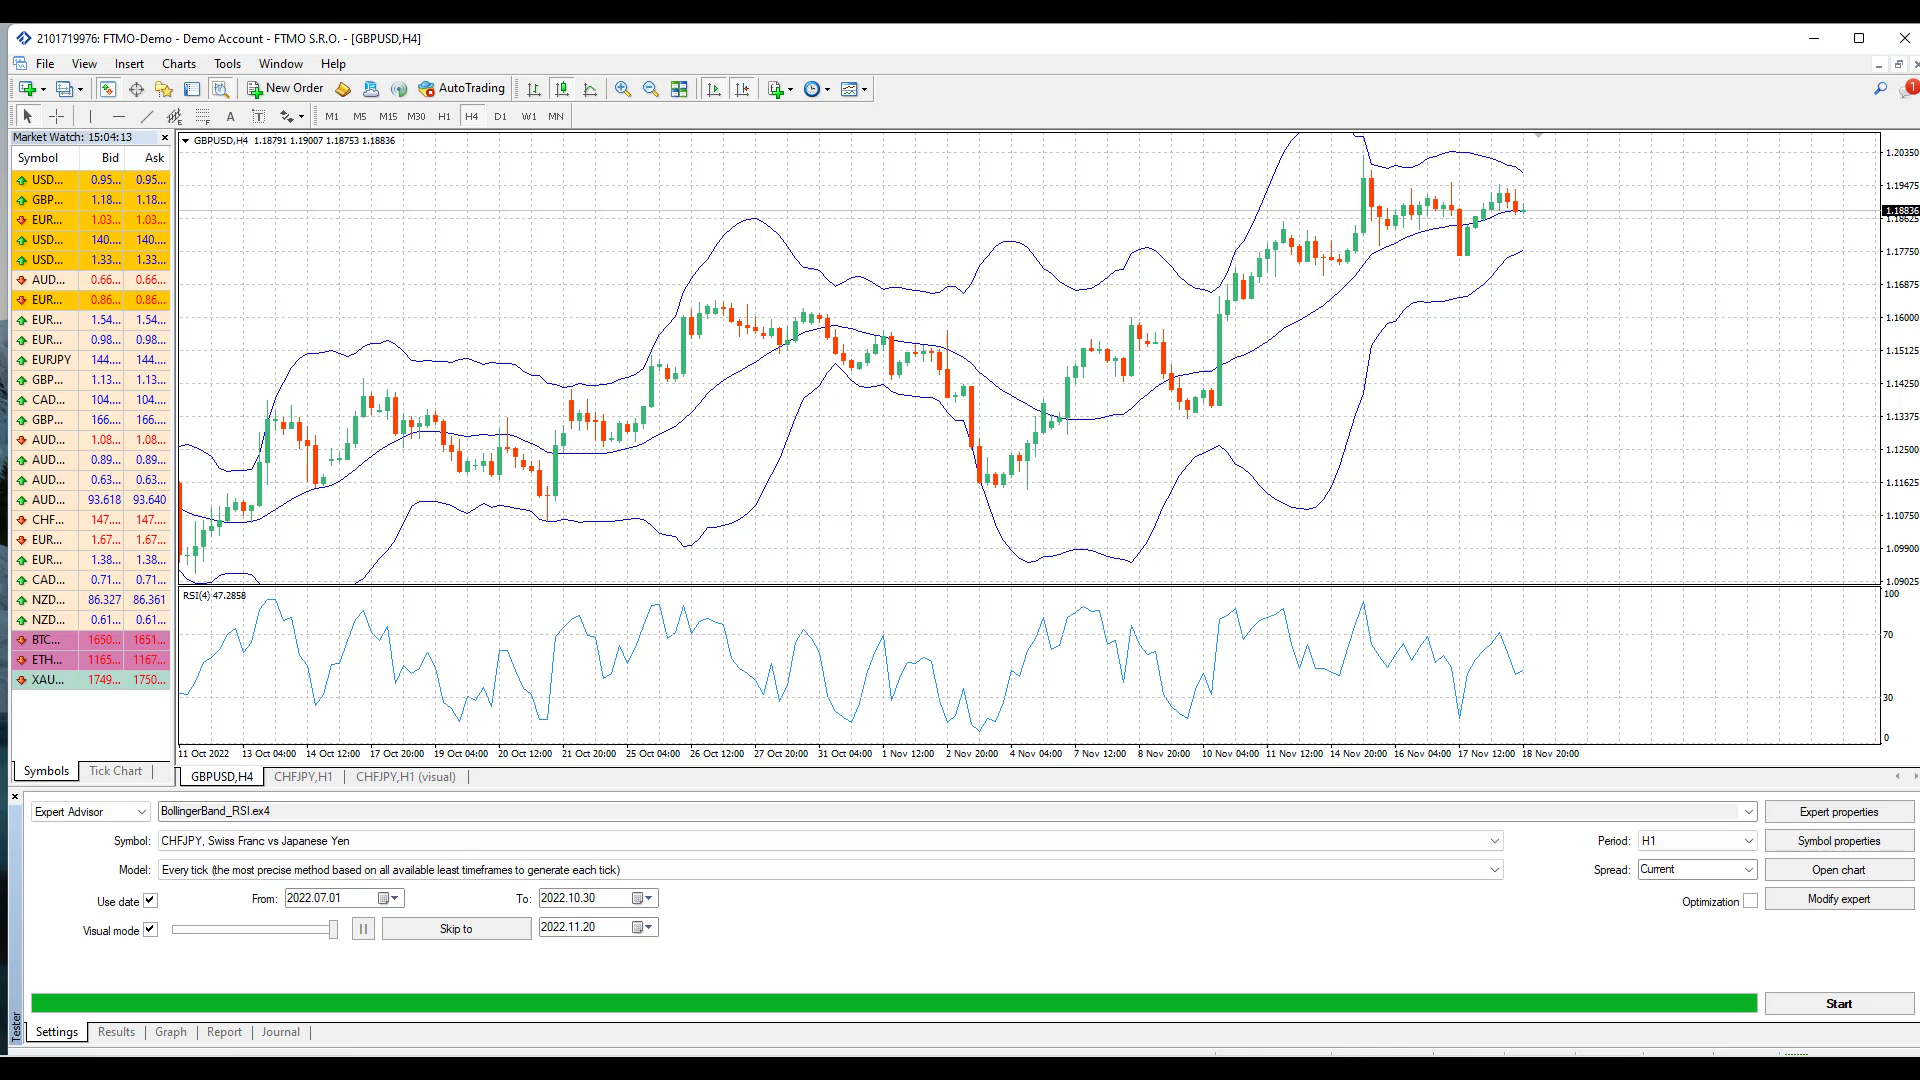 2101719976: FTMO-Demo - Demo Account - FTMO S.R.O. - [GBPUSD,H4]
File View Insert Charts Tools Window Help
New Order AutoTrading 1
A T M1 M5 M15 M30 H1 H4 D1 W1 MN
Market Watch: 15:04:13
Symbol Bid Ask
USD... 0.95... 0.95...
GBP... 1.18... 1.18...
EUR... 1.03... 1.03...
USD... 140.... 140....
USD... 1.33... 1.33...
AUD... 0.66... 0.66...
EUR... 0.86... 0.86...
EUR... 1.54... 1.54...
EUR... 0.98... 0.98...
EURJPY 144.... 144....
GBP... 1.13... 1.13...
CAD... 104.... 104....
GBP... 166.... 166....
AUD... 1.08... 1.08...
AUD... 0.89... 0.89...
AUD... 0.63... 0.63...
AUD... 93.618 93.640
CHF... 147.... 147....
EUR... 1.67... 1.67...
EUR... 1.38... 1.38...
CAD... 0.71... 0.71...
NZD... 86.327 86.361
NZD... 0.61... 0.61...
BTC... 1650... 1651...
ETH... 1165... 1167...
XAU... 1749... 1750...
Symbols Tick Chart
GBPUSD,H4 1.18791 1.19007 1.18753 1.18836
1.20350
1.19475
1.18836
1.18625
1.17750
1.16875
1.16000
1.15125
1.14250
1.13375
1.12500
1.11625
1.10750
1.09900
1.09025
RSI(4) 47.2858
100
70
30
0
11 Oct 2022 13 Oct 04:00 14 Oct 12:00 17 Oct 20:00 19 Oct 04:00 20 Oct 12:00 21 Oct 20:00 25 Oct 04:00 26 Oct 12:00 27 Oct 20:00 31 Oct 04:00 1 Nov 12:00 2 Nov 20:00 4 Nov 04:00 7 Nov 12:00 8 Nov 20:00 10 Nov 04:00 11 Nov 12:00 14 Nov 20:00 16 Nov 04:00 17 Nov 12:00 18 Nov 20:00
GBPUSD,H4 CHFJPY,H1 CHFJPY,H1 (visual)
Expert Advisor BollingerBand_RSI.ex4 Expert properties
Symbol: CHFJPY, Swiss Franc vs Japanese Yen Period: H1 Symbol properties
Model: Every tick (the most precise method based on all available least timeframes to generate each tick) Spread: Current Open chart
Use date From: 2022.07.01 To: 2022.10.30 Optimization Modify expert
Visual mode Skip to 2022.11.20
Start
Tester
Settings Results Graph Report Journal